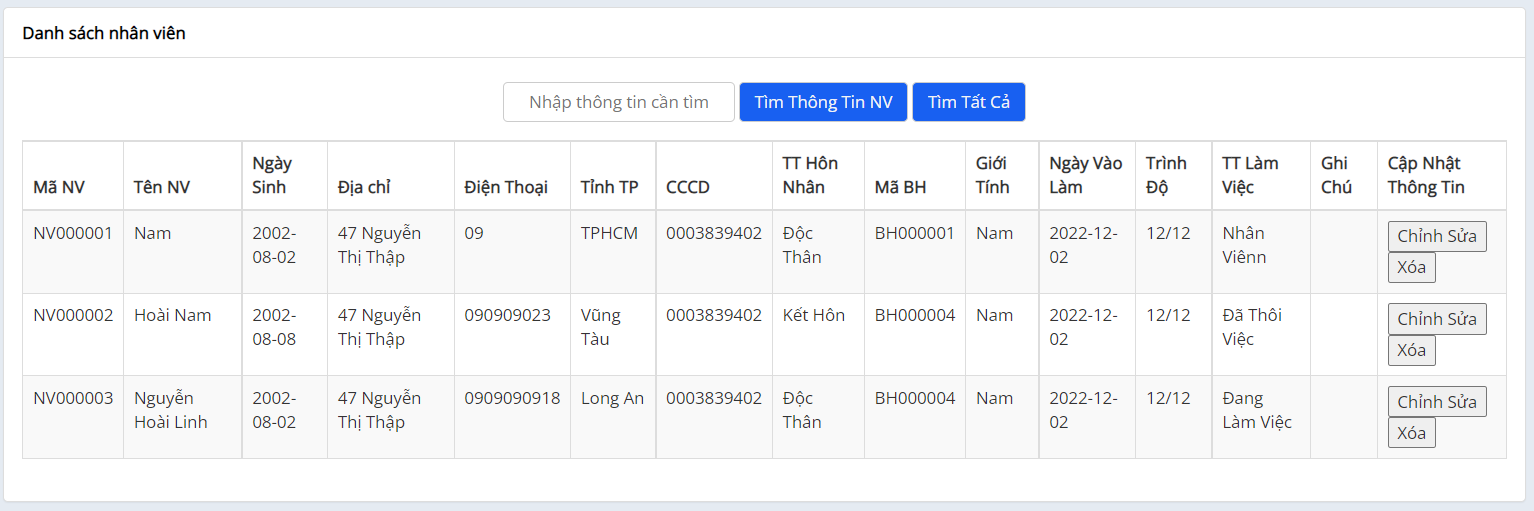 Danh sách nhân viên
Nhập thông tin cần tìm Tìm Thông Tin NV Tìm Tất Cả
Mã NV Tên NV Ngày Sinh Địa chỉ Điện Thoại Tỉnh TP CCCD TT Hôn Nhân Mã BH Giới Tính Ngày Vào Làm Trình Độ TT Làm Việc Ghi Chú Cập Nhật Thông Tin
NV000001 Nam 2002-08-02 47 Nguyễn Thị Thập 09 TPHCM 0003839402 Độc Thân BH000001 Nam 2022-12-02 12/12 Nhân Viênn Chỉnh Sửa Xóa
NV000002 Hoài Nam 2002-08-08 47 Nguyễn Thị Thập 090909023 Vũng Tàu 0003839402 Kết Hôn BH000004 Nam 2022-12-02 12/12 Đã Thôi Việc Chỉnh Sửa Xóa
NV000003 Nguyễn Hoài Linh 2002-08-02 47 Nguyễn Thị Thập 0909090918 Long An 0003839402 Độc Thân BH000004 Nam 2022-12-02 12/12 Đang Làm Việc Chỉnh Sửa Xóa